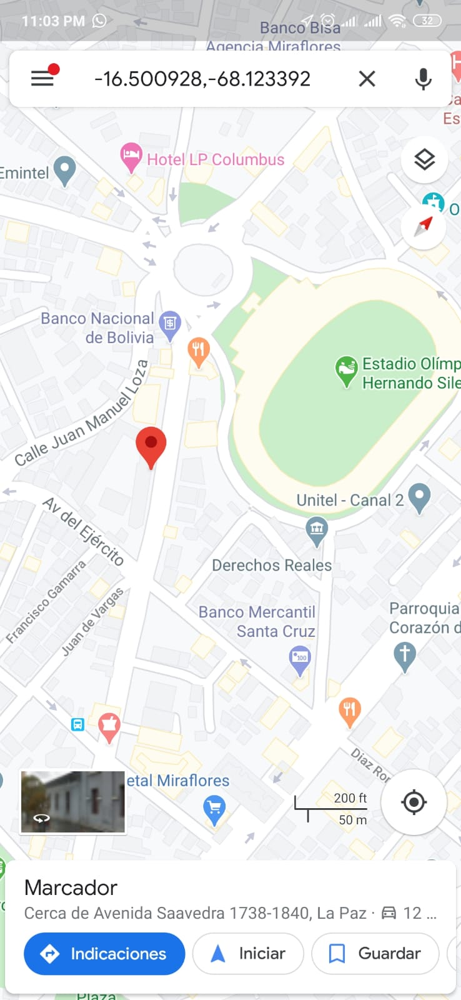 11:03 PM
32
Banco Bisa
Agencia Miraflores
-16.500928,-68.123392
Es
Hotel LP Columbus
Emintel
O
Banco Nacional
de Bolivia
Estadio Olímp
Hernando Sile
Calle Juan Manuel Loza
Unitel - Canal 2
Av del Ejército
Derechos Reales
Francisco Gamarra
Juan de Vargas
Banco Mercantil
Santa Cruz
100
Parroquia
Corazón d
Diaz Ror
etal Miraflores
200 ft
50 m
Marcador
Cerca de Avenida Saavedra 1738-1840, La Paz · 12 ...
Indicaciones
Iniciar
Guardar
Plaza